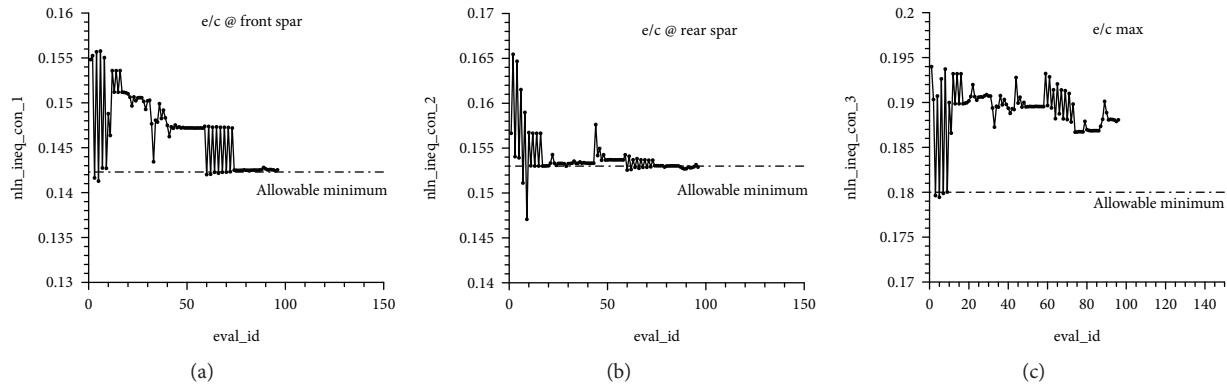 0.16
0.155
0.15
0.145
0.14
0.135
0.13
nln_ineq_con_1
e/c @ front spar
Allowable minimum
0
50
100
150
eval_id
(a)
0.17
0.165
0.16
0.155
0.15
0.145
0.14
nln_ineq_con_2
e/c @ rear spar
Allowable minimum
0
50
100
150
eval_id
(b)
0.2
0.195
0.19
0.185
0.18
0.175
0.17
nln_ineq_con_3
e/c max
Allowable minimum
0
20
40
60
80
100
120
140
eval_id
(c)